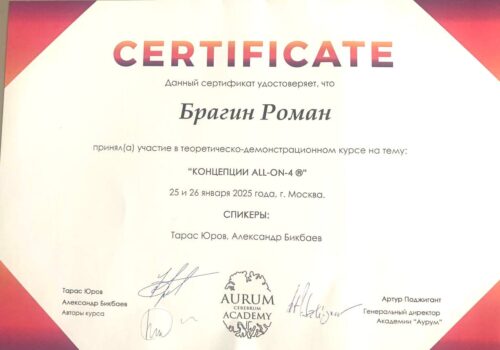 CERTIFICATE
Данный сертификат удостоверяет, что
Брагин Роман
принял(а) участие в теоретическо-демонстрационном курсе на тему:
"КОНЦЕПЦИИ ALL-ON-4 ®"
25 и 26 января 2025 года, г. Москва.
СПИКЕРЫ:
Тарас Юров, Александр Бикбаев
Тарас Юров
Александр Бикбаев
Авторы курса
AURUM
CEREBRUM
ACADEMY
Артур Паджигант
Генеральный директор
Академии "Аурум"